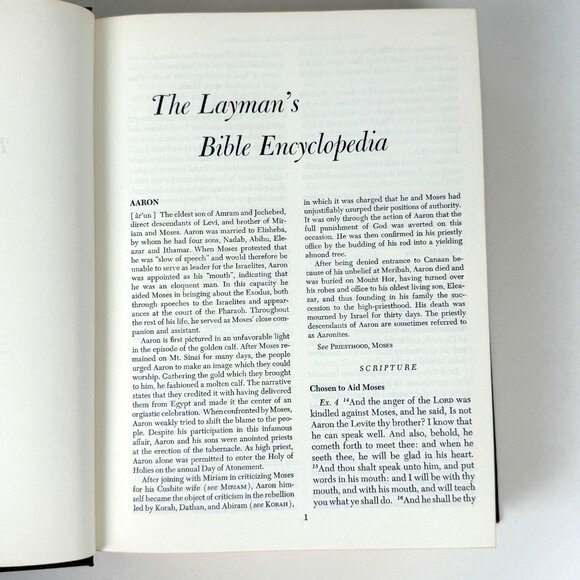 The Layman's
Bible Encyclopedia
AARON
[âr'un] The eldest son of Amram and Jochebed,
direct descendants of Levi, and brother of Mir-
iam and Moses. Aaron was married to Elisheba,
by whom he had four sons, Nadab, Abihu, Ele-
azar and Ithamar. When Moses protested that
he was "slow of speech" and would therefore be
unable to serve as leader for the Israelites, Aaron
was appointed as his "mouth", indicating that
he was an eloquent man. In this capacity he
aided Moses in bringing about the Exodus, both
through speeches to the Israelites and appear-
ances at the court of the Pharaoh. Throughout
the rest of his life, he served as Moses' close com-
panion and assistant.
Aaron is first pictured in an unfavorable light
in the episode of the golden calf. After Moses re-
maised on Mt. Sinai for many days, the people
urged Aaron to make an image which they could
worship. Gathering the gold which they brought
to him, he fashioned a molten calf. The narrative
states that they credited it with having delivered
them from Egypt and made it the center of an
orgiastic celebration. When confronted by Moses,
Aaron weakly tried to shift the blame to the peo-
ple. Despite his participation in this infamous
affair, Aaron and his sons were anointed priests
at the erection of the tabernacle. As high priest,
Aaron alone was permitted to enter the Holy of
Holies on the annual Day of Atonement.
After joining with Miriam in criticizing Moses
for his Cushite wife (see MIRIAM), Aaron him-
self became the object of criticism in the rebellion
led by Korah, Dathan, and Abiram (see KORAH),
in which it was charged that he and Moses had
unjustifiably usurped their positions of authority.
It was only through the action of Aaron that the
full punishment of God was averted on this
occasion. He was then confirmed in his priestly
office by the budding of his rod into a yielding
almond tree.
After being denied entrance to Canaan be-
cause of his unbelief at Meribah, Aaron died and
was buried on Mount Hor, having turned over
his robes and office to his oldest living son, Elea-
zar, and thus founding in his family the suc-
cession to the high-priesthood. His death was
mourned by Israel for thirty days. The priestly
descendants of Aaron are sometimes referred to
as Aaronites.
See PRIESTHOOD, MOSES
SCRIPTURE
Chosen to Aid Moses
Ex. 4 14And the anger of the LORD was
kindled against Moses, and he said, Is not
Aaron the Levite thy brother? I know that
he can speak well. And also, behold, he
cometh forth to meet thee: and when he
seeth thee, he will be glad in his heart.
15And thou shalt speak unto him, and put
words in his mouth: and I will be with thy
mouth, and with his mouth, and will teach
you what ye shall do. 16And he shall be thy
1